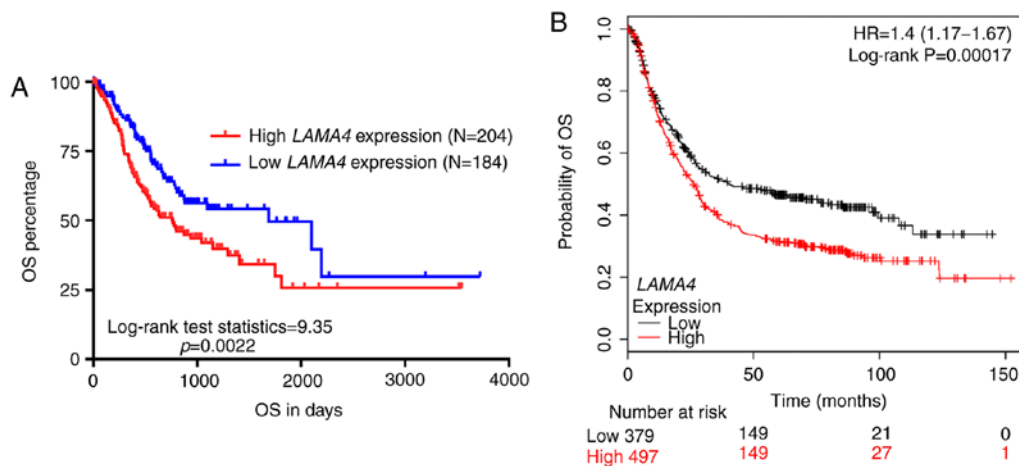 A
OS percentage
100
75
50
25
0
High LAMA4 expression (N=204)
Low LAMA4 expression (N=184)
Log-rank test statistics=9.35
p=0.0022
0 1000 2000 3000 4000
OS in days
B
Probability of OS
1.0
0.8
0.6
0.4
0.2
0.0
HR=1.4 (1.17–1.67)
Log-rank P=0.00017
LAMA4
Expression
Low
High
0 50 100 150
Time (months)
Number at risk
Low 379 149 21 0
High 497 149 27 1